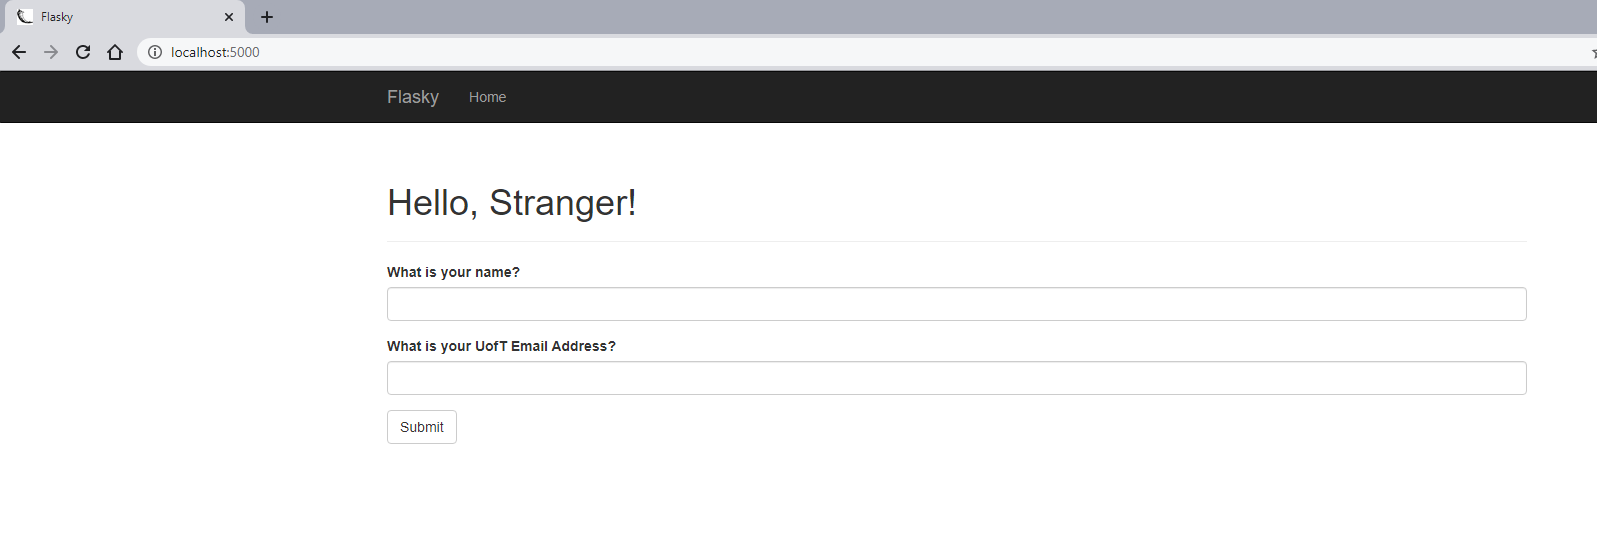 Flasky
localhost:5000
Flasky Home
Hello, Stranger!
What is your name?
What is your UofT Email Address?
Submit